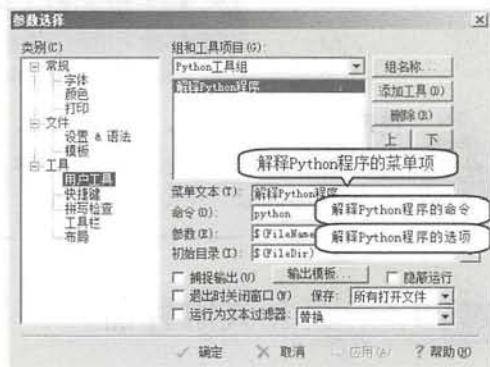 参数选择
类别(C)
常规
字体
颜色
打印
文件
设置 & 语法
模板
工具
用户工具
快捷键
拼写检查
工具栏
布局
组和工具项目(G):
Python工具组
解释Python程序
组名称...
添加工具(D)
删除(R)
上 下
解释Python程序的菜单项
菜单文本(T): 解释Python程序
命令(O): python
解释Python程序的命令
参数(E): $(FileName
解释Python程序的选项
初始目录(I): $(FileDir)
捕捉输出(U) 输出模板... 隐蔽运行
退出时关闭窗口(W) 保存: 所有打开文件
运行为文本过滤器: 替换
确定 取消 应用(A) 帮助(H)